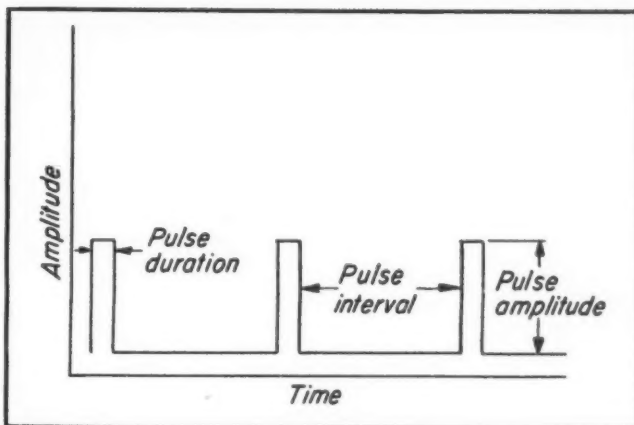 Amplitude
Pulse
duration
Pulse
interval
Pulse
amplitude
Time